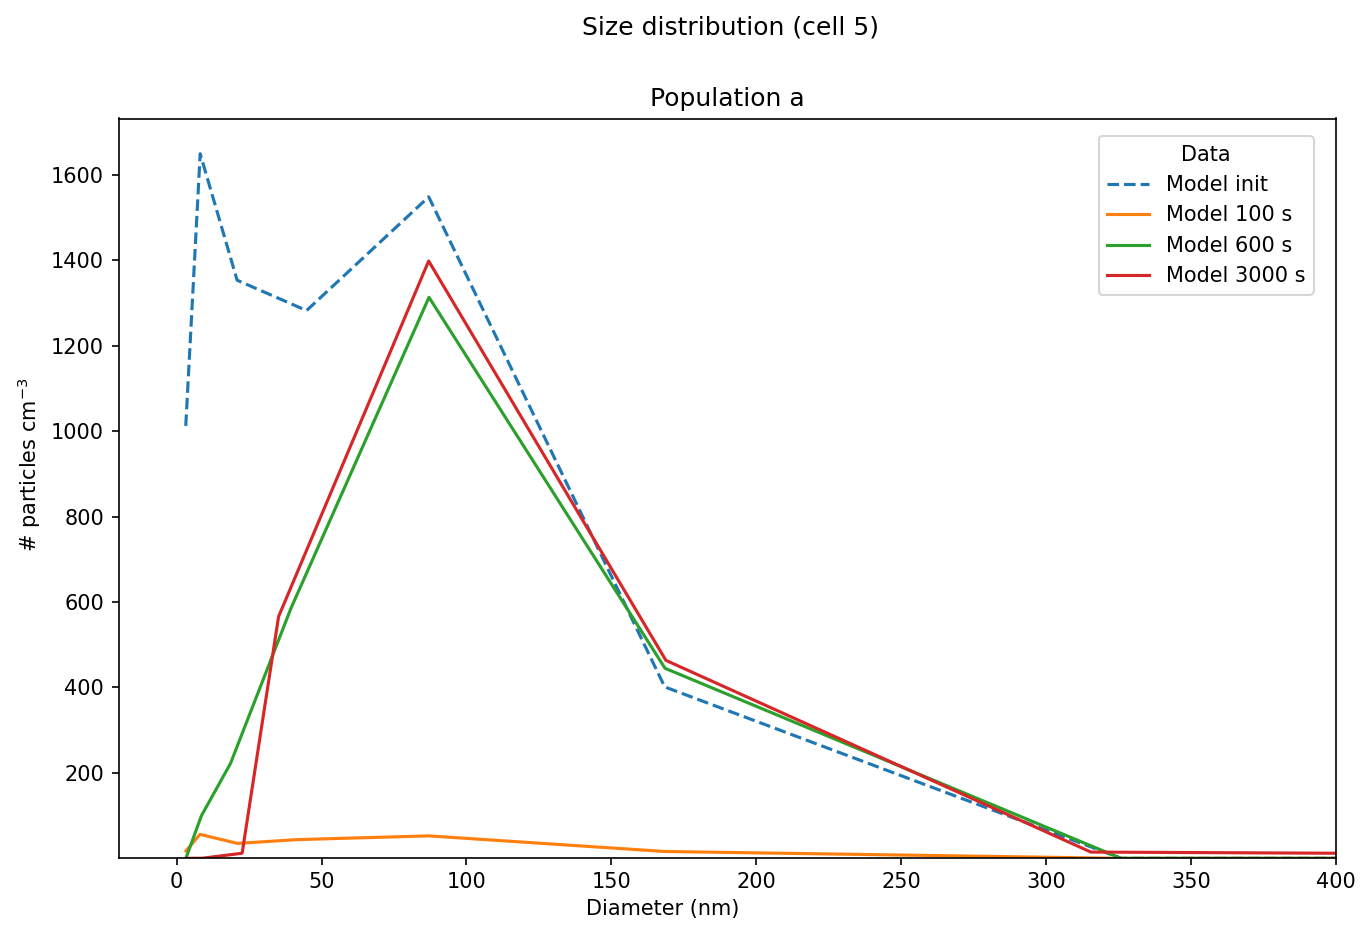 Size distribution (cell 5)
Population a
Data
Model init
Model 100 s
Model 600 s
Model 3000 s
# particles cm⁻³
1600
1400
1200
1000
800
600
400
200
0 50 100 150 200 250 300 350 400
Diameter (nm)